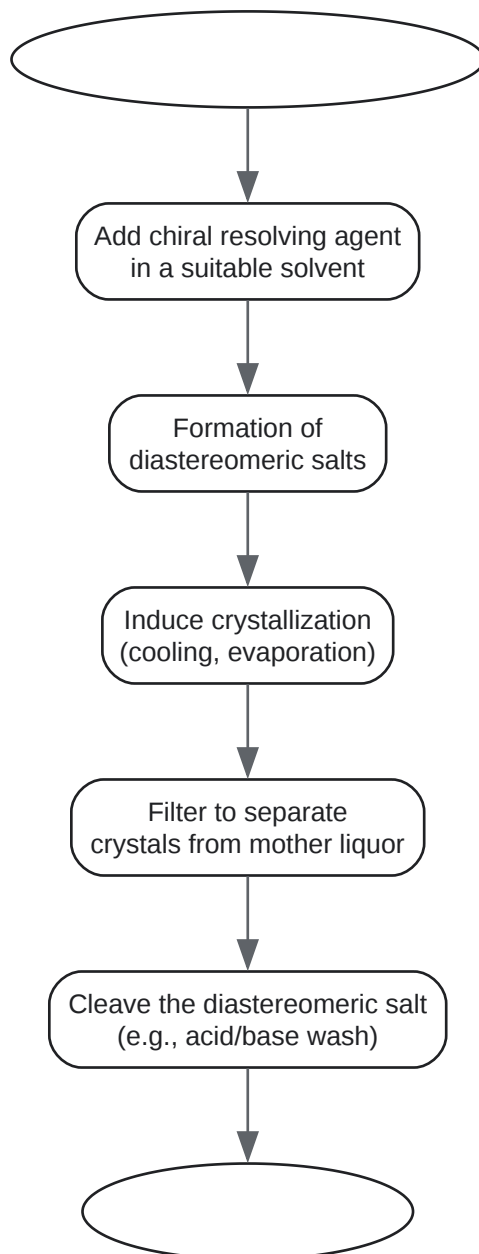 Add chiral resolving agent
in a suitable solvent
Formation of
diastereomeric salts
Induce crystallization
(cooling, evaporation)
Filter to separate
crystals from mother liquor
Cleave the diastereomeric salt
(e.g., acid/base wash)